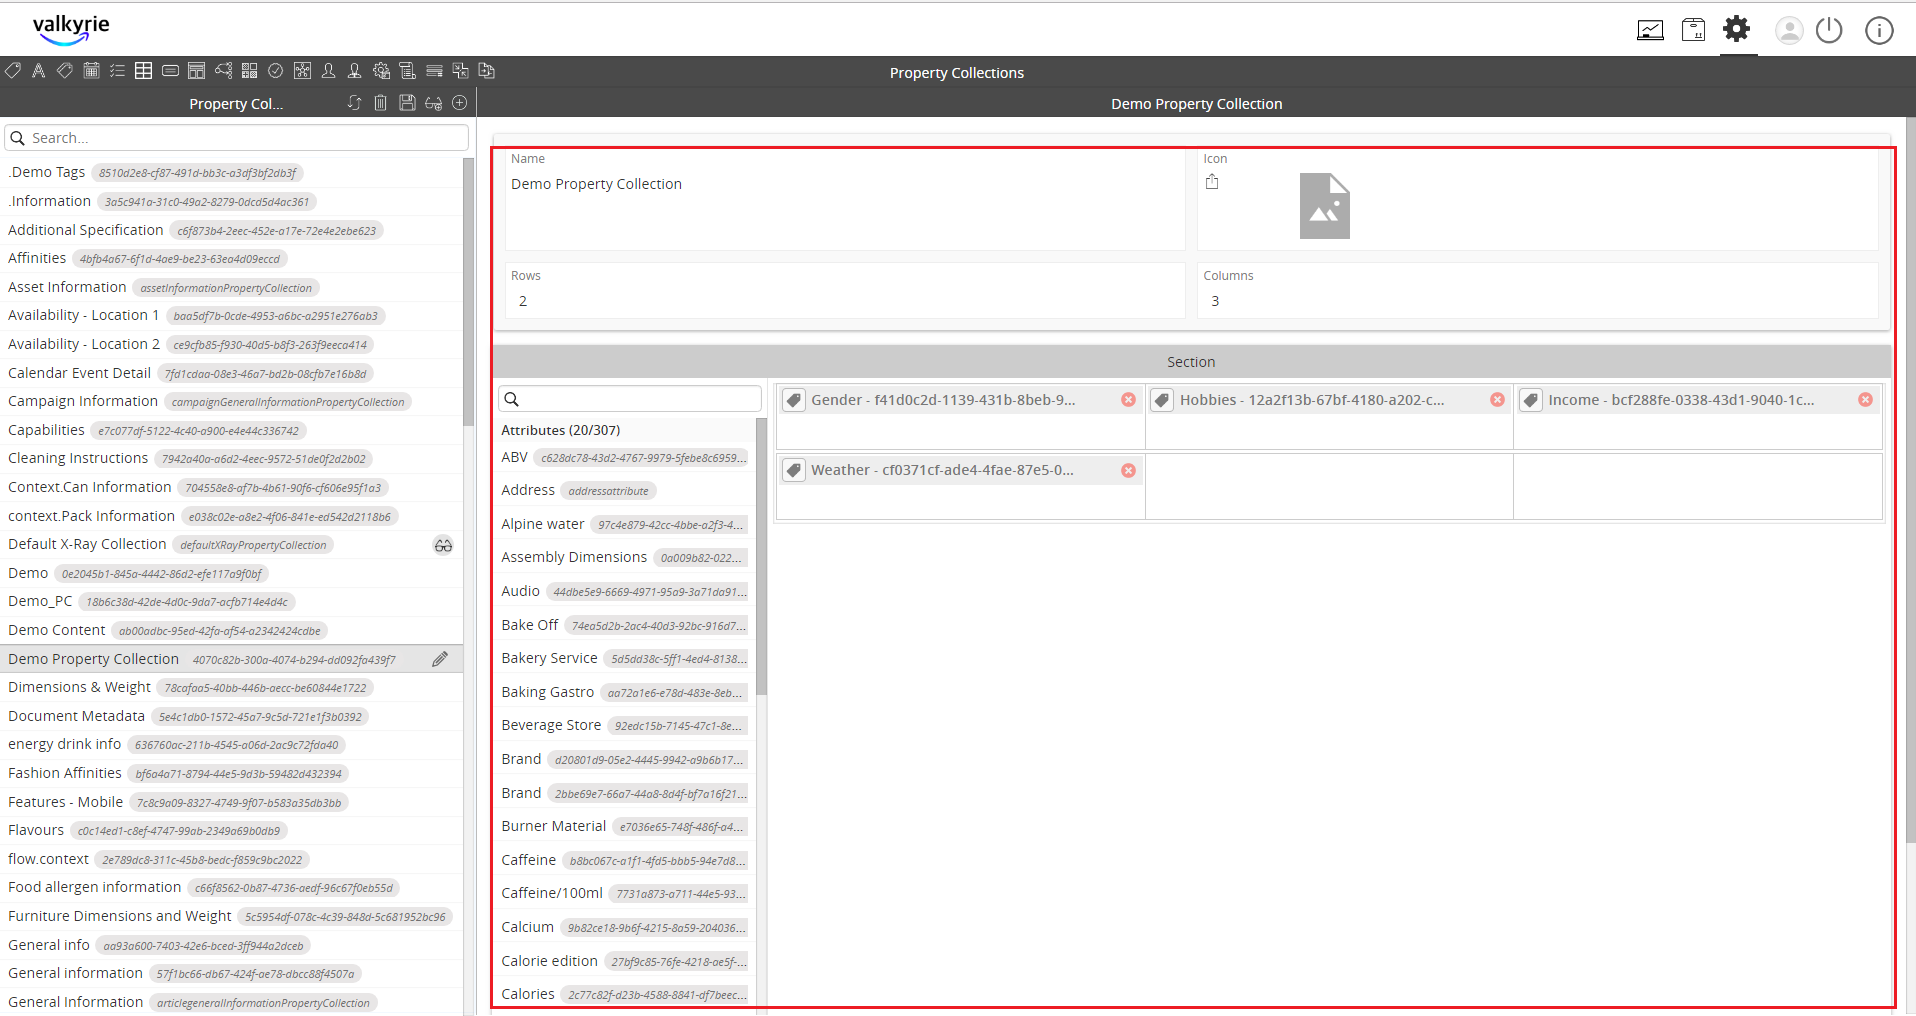 valkyrie
Property Collections
Property Col...
Demo Property Collection
Search...
.Demo Tags 8510d2e8-cf87-491d-bb3c-a3df3bf2db3f
.Information 3a5c941a-31c0-49a2-8279-0dcd5d4ac361
Additional Specification c6f873b4-2eec-452e-a17e-72e4e2ebe623
Affinities 4bfb4a67-6f1d-4ae9-be23-63ea4d09eccd
Asset Information assetInformationPropertyCollection
Availability - Location 1 baa5df7b-0cde-4953-a6bc-a2951e276ab3
Availability - Location 2 ce9cfb85-f930-40d5-b8f3-263f9eeca414
Calendar Event Detail 7fd1cdaa-08e3-46a7-bd2b-08cfb7e16b8d
Campaign Information campaignGeneralInformationPropertyCollection
Capabilities e7c077df-5122-4c40-a900-e4e44c336742
Cleaning Instructions 7942a40a-a6d2-4eec-9572-51de0f2d2b02
Context.Can Information 704558e8-af7b-4b61-90f6-cf606e95f1a3
context.Pack Information e038c02e-a8e2-4f06-841e-ed542d2118b6
Default X-Ray Collection defaultXRayPropertyCollection
Demo 0e2045b1-845a-4442-86d2-efe117a9f0bf
Demo_PC 18b6c38d-42de-4d0c-9da7-acfb714e4d4c
Demo Content ab00adbc-95ed-42fa-af54-a2342424cdbe
Demo Property Collection 4070c82b-300a-4074-b294-dd092fa439f7
Dimensions & Weight 78cafaa5-40bb-446b-aecc-be60844e1722
Document Metadata 5e4c1db0-1572-45a7-9c5d-721e1f3b0392
energy drink info 636760ac-211b-4545-a06d-2ac9c72fda40
Fashion Affinities bf6a4a71-8794-44e5-9d3b-59482d432394
Features - Mobile 7c8c9a09-8327-4749-9f07-b583a35db3bb
Flavours c0c14ed1-c8ef-4747-99ab-2349a69b0db9
flow.context 2e789dc8-311c-45b8-bedc-f859c9bc2022
Food allergen information c66f8562-0b87-4736-aedf-96c67f0eb55d
Furniture Dimensions and Weight 5c5954df-078c-4c39-848d-5c681952bc96
General info aa93a600-7403-42e6-bced-3ff944a2dceb
General information 57f1bc66-db67-424f-ae78-dbcc88f4507a
General Information articlegeneralInformationPropertyCollection
Name
Demo Property Collection
Icon
Rows
2
Columns
3
Section
Attributes (20/307)
ABV c628dc78-43d2-4767-9979-5febe8c6959...
Address addressattribute
Alpine water 97c4e879-42cc-4bbe-a2f3-4...
Assembly Dimensions 0a009b82-022...
Audio 44dbe5e9-6669-4971-95a9-3a71da91...
Bake Off 74ea5d2b-2ac4-40d3-92bc-916d7...
Bakery Service 5d5dd38c-5ff1-4ed4-8138...
Baking Gastro aa72a1e6-e78d-483e-8eb...
Beverage Store 92edc15b-7145-47c1-8e...
Brand d20801d9-05e2-4445-9942-a9b6b17...
Brand 2bbe69e7-66a7-44a8-8d4f-bf7a16f21...
Burner Material e7036e65-748f-486f-a4...
Caffeine b8bc067c-a1f1-4fd5-bbb5-94e7d8...
Caffeine/100ml 7731a873-a711-44e5-93...
Calcium 9b82ce18-9b6f-4215-8a59-204036...
Calorie edition 27bf9c85-76fe-4218-ae5f-...
Calories 2c77c82f-d23b-4588-8841-df7beec...
Gender - f41d0c2d-1139-431b-8beb-9...
Hobbies - 12a2f13b-67bf-4180-a202-c...
Income - bcf288fe-0338-43d1-9040-1c...
Weather - cf0371cf-ade4-4fae-87e5-0...